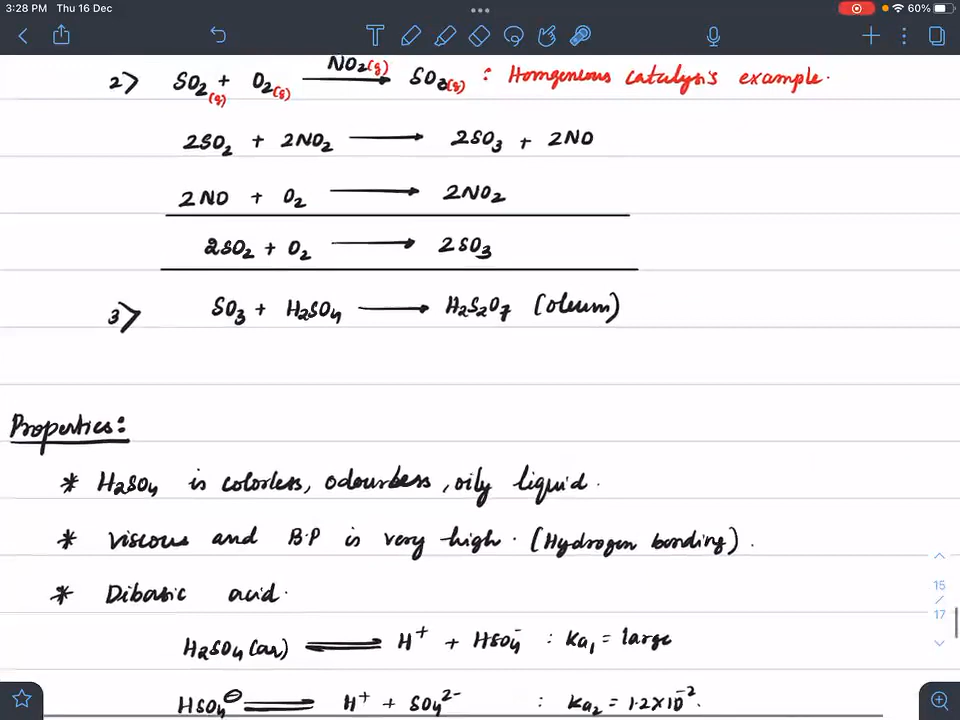 3:28 PM Thu 16 Dec 60%
2> SO2(g) + O2(g) NO2(g) → SO3(g) : Homgeneous catalysis example.
2SO2 + 2NO2 → 2SO3 + 2NO
2NO + O2 → 2NO2
2SO2 + O2 → 2SO3
3> SO3 + H2SO4 → H2S2O7 (oleum)
Properties:
* H2SO4 is colorless, odourless, oily liquid.
* Viscous and B.P is very high. (Hydrogen bonding).
15
/
17
* Dibasic acid.
H2SO4(aq) ⇌ H+ + HSO4- : Ka1 = large
HSO4⊖ ⇌ H+ + SO4 2- : Ka2 = 1.2×10-2.